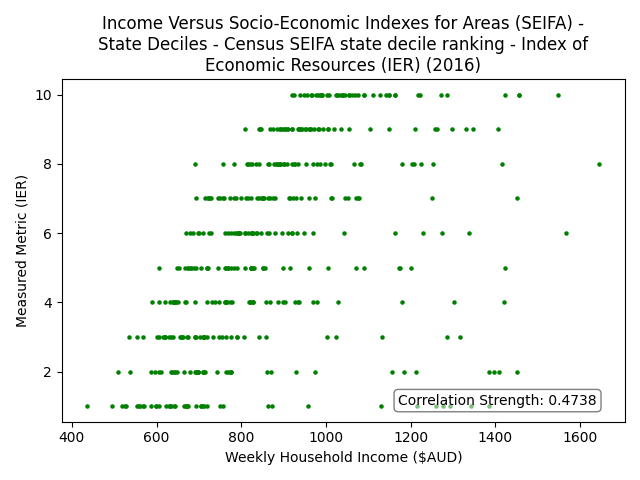 Income Versus Socio-Economic Indexes for Areas (SEIFA) -
State Deciles - Census SEIFA state decile ranking - Index of
Economic Resources (IER) (2016)
10
8
6
4
2
Measured Metric (IER)
Correlation Strength: 0.4738
400 600 800 1000 1200 1400 1600
Weekly Household Income ($AUD)